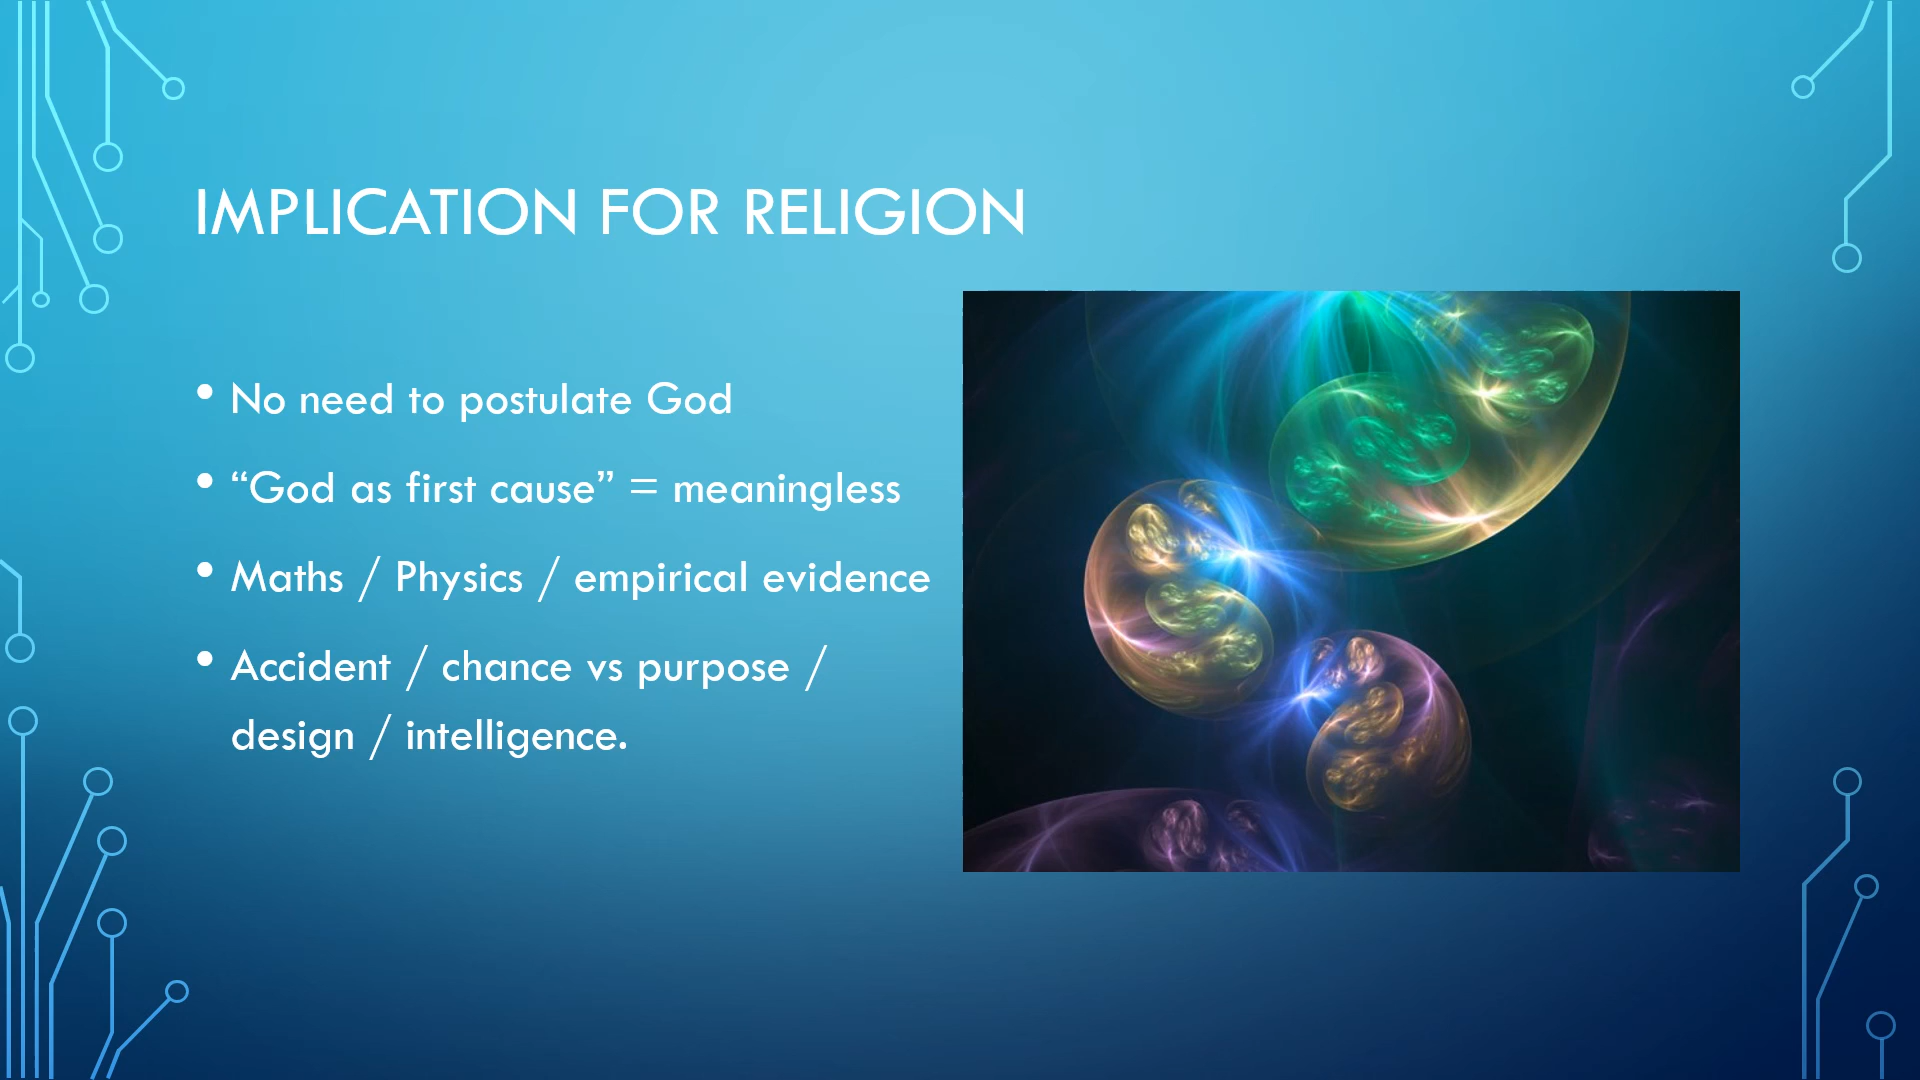 IMPLICATION FOR RELIGION
• No need to postulate God
• “God as first cause” = meaningless
• Maths / Physics / empirical evidence
• Accident / chance vs purpose /
design / intelligence.